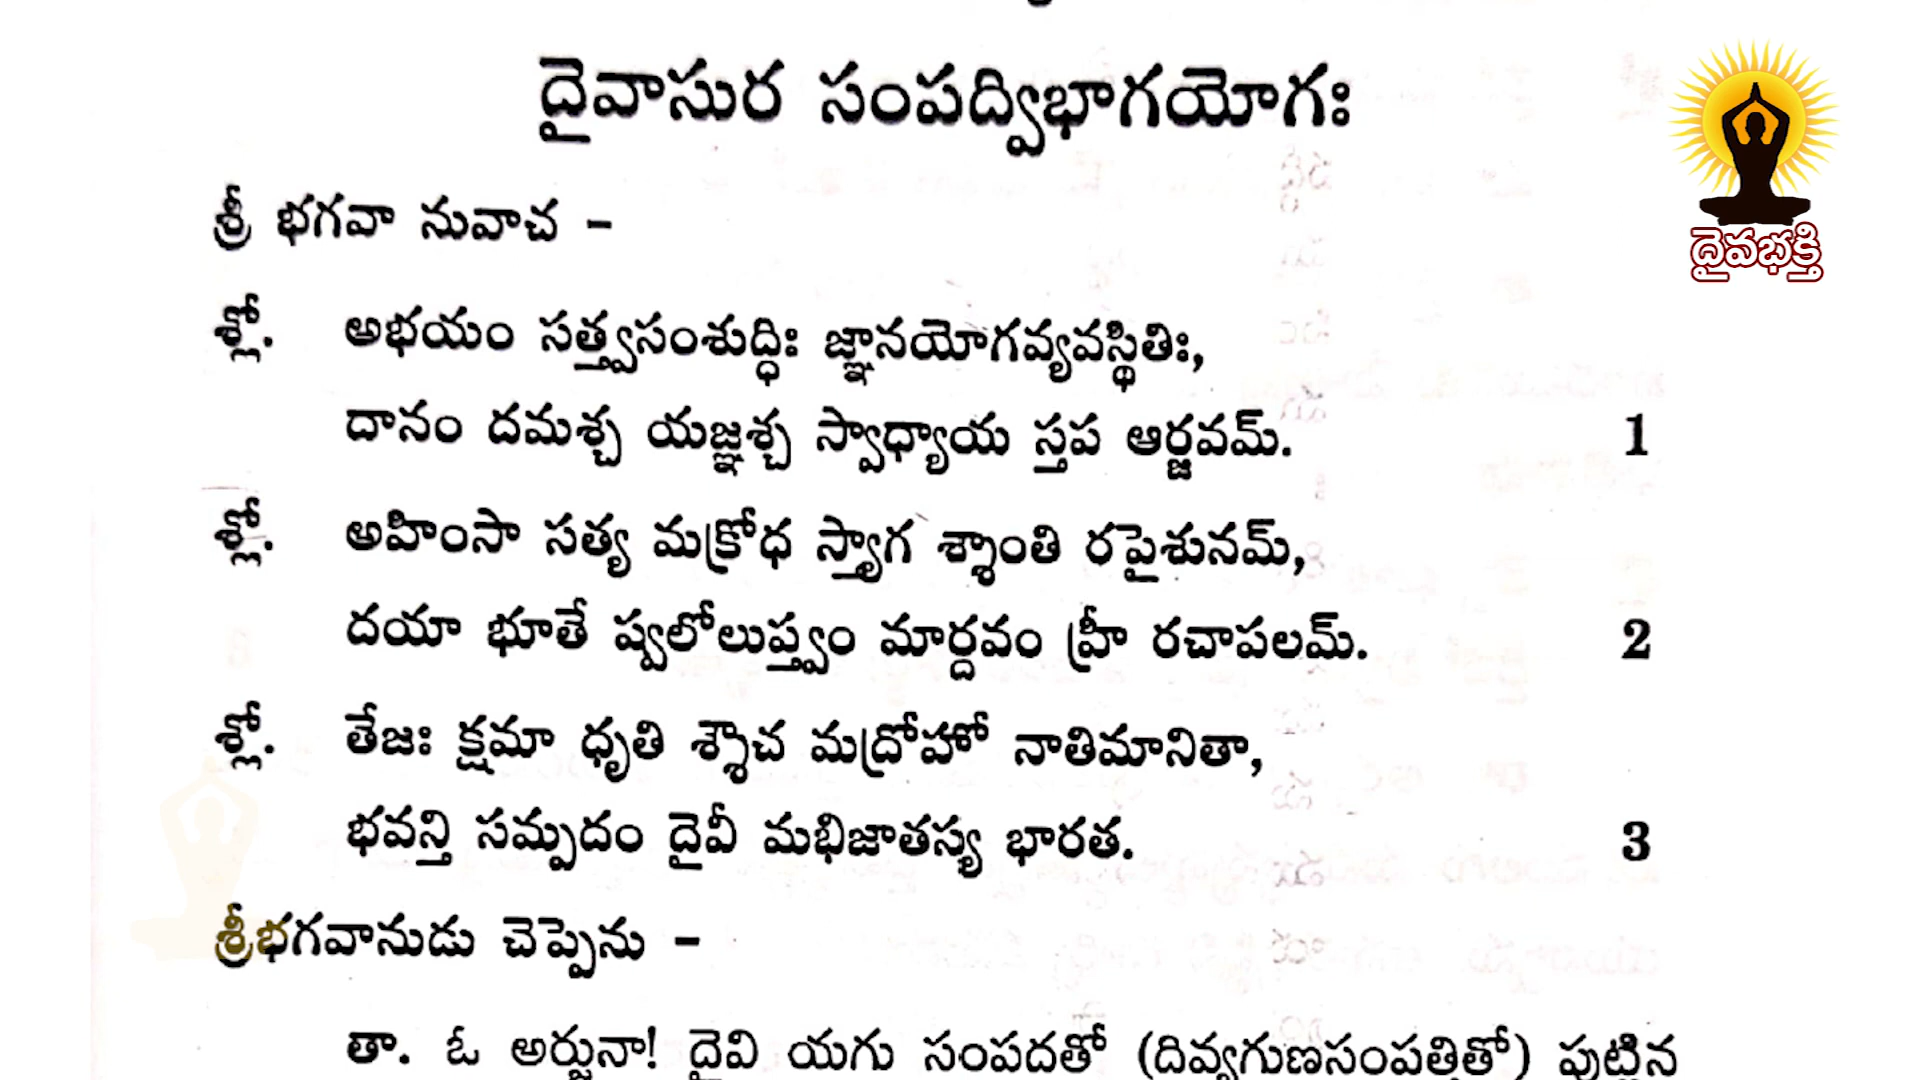 దైవాసుర సంపద్విభాగయోగః
దైవభక్తి
శ్రీ భగవా నువాచ -
శ్లో. అభయం సత్త్వసంశుద్ధిః జ్ఞానయోగవ్యవస్థితిః,
దానం దమశ్చ యజ్ఞశ్చ స్వాధ్యాయ స్తప ఆర్జవమ్. 1
శ్లో. అహింసా సత్య మక్రోధ స్త్యాగ శ్శాంతి రపైశునమ్,
దయా భూతే ష్వలోలుప్త్వం మార్దవం హ్రీ రచాపలమ్. 2
శ్లో. తేజః క్షమా ధృతి శ్శౌచ మద్రోహో నాతిమానితా,
భవన్తి సమ్పదం దైవీ మభిజాతస్య భారత. 3
శ్రీభగవానుడు చెప్పెను -
తా. ఓ అర్జునా! దైవి యగు సంపదతో (దివ్యగుణసంపత్తితో) పుట్టిన